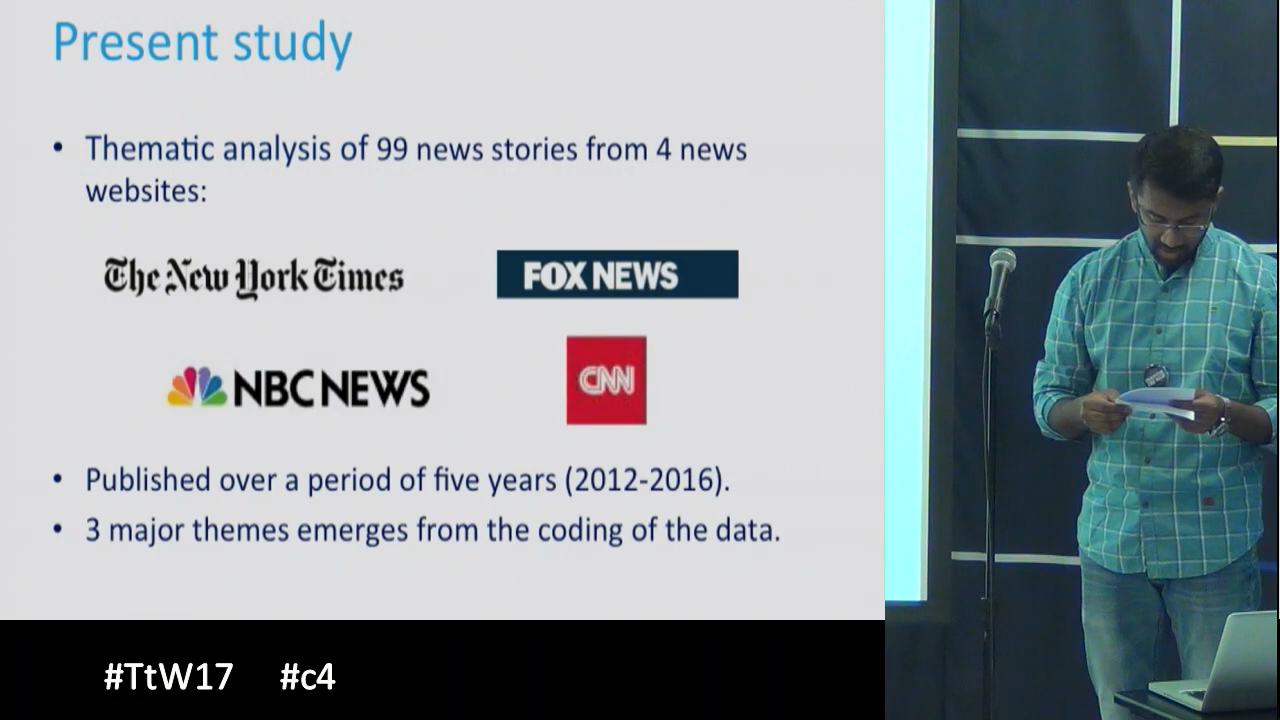 Present study
• Thematic analysis of 99 news stories from 4 news
websites:
The New York Times
FOX NEWS
NBC NEWS
CNN
• Published over a period of five years (2012-2016).
• 3 major themes emerges from the coding of the data.
#TtW17 #c4